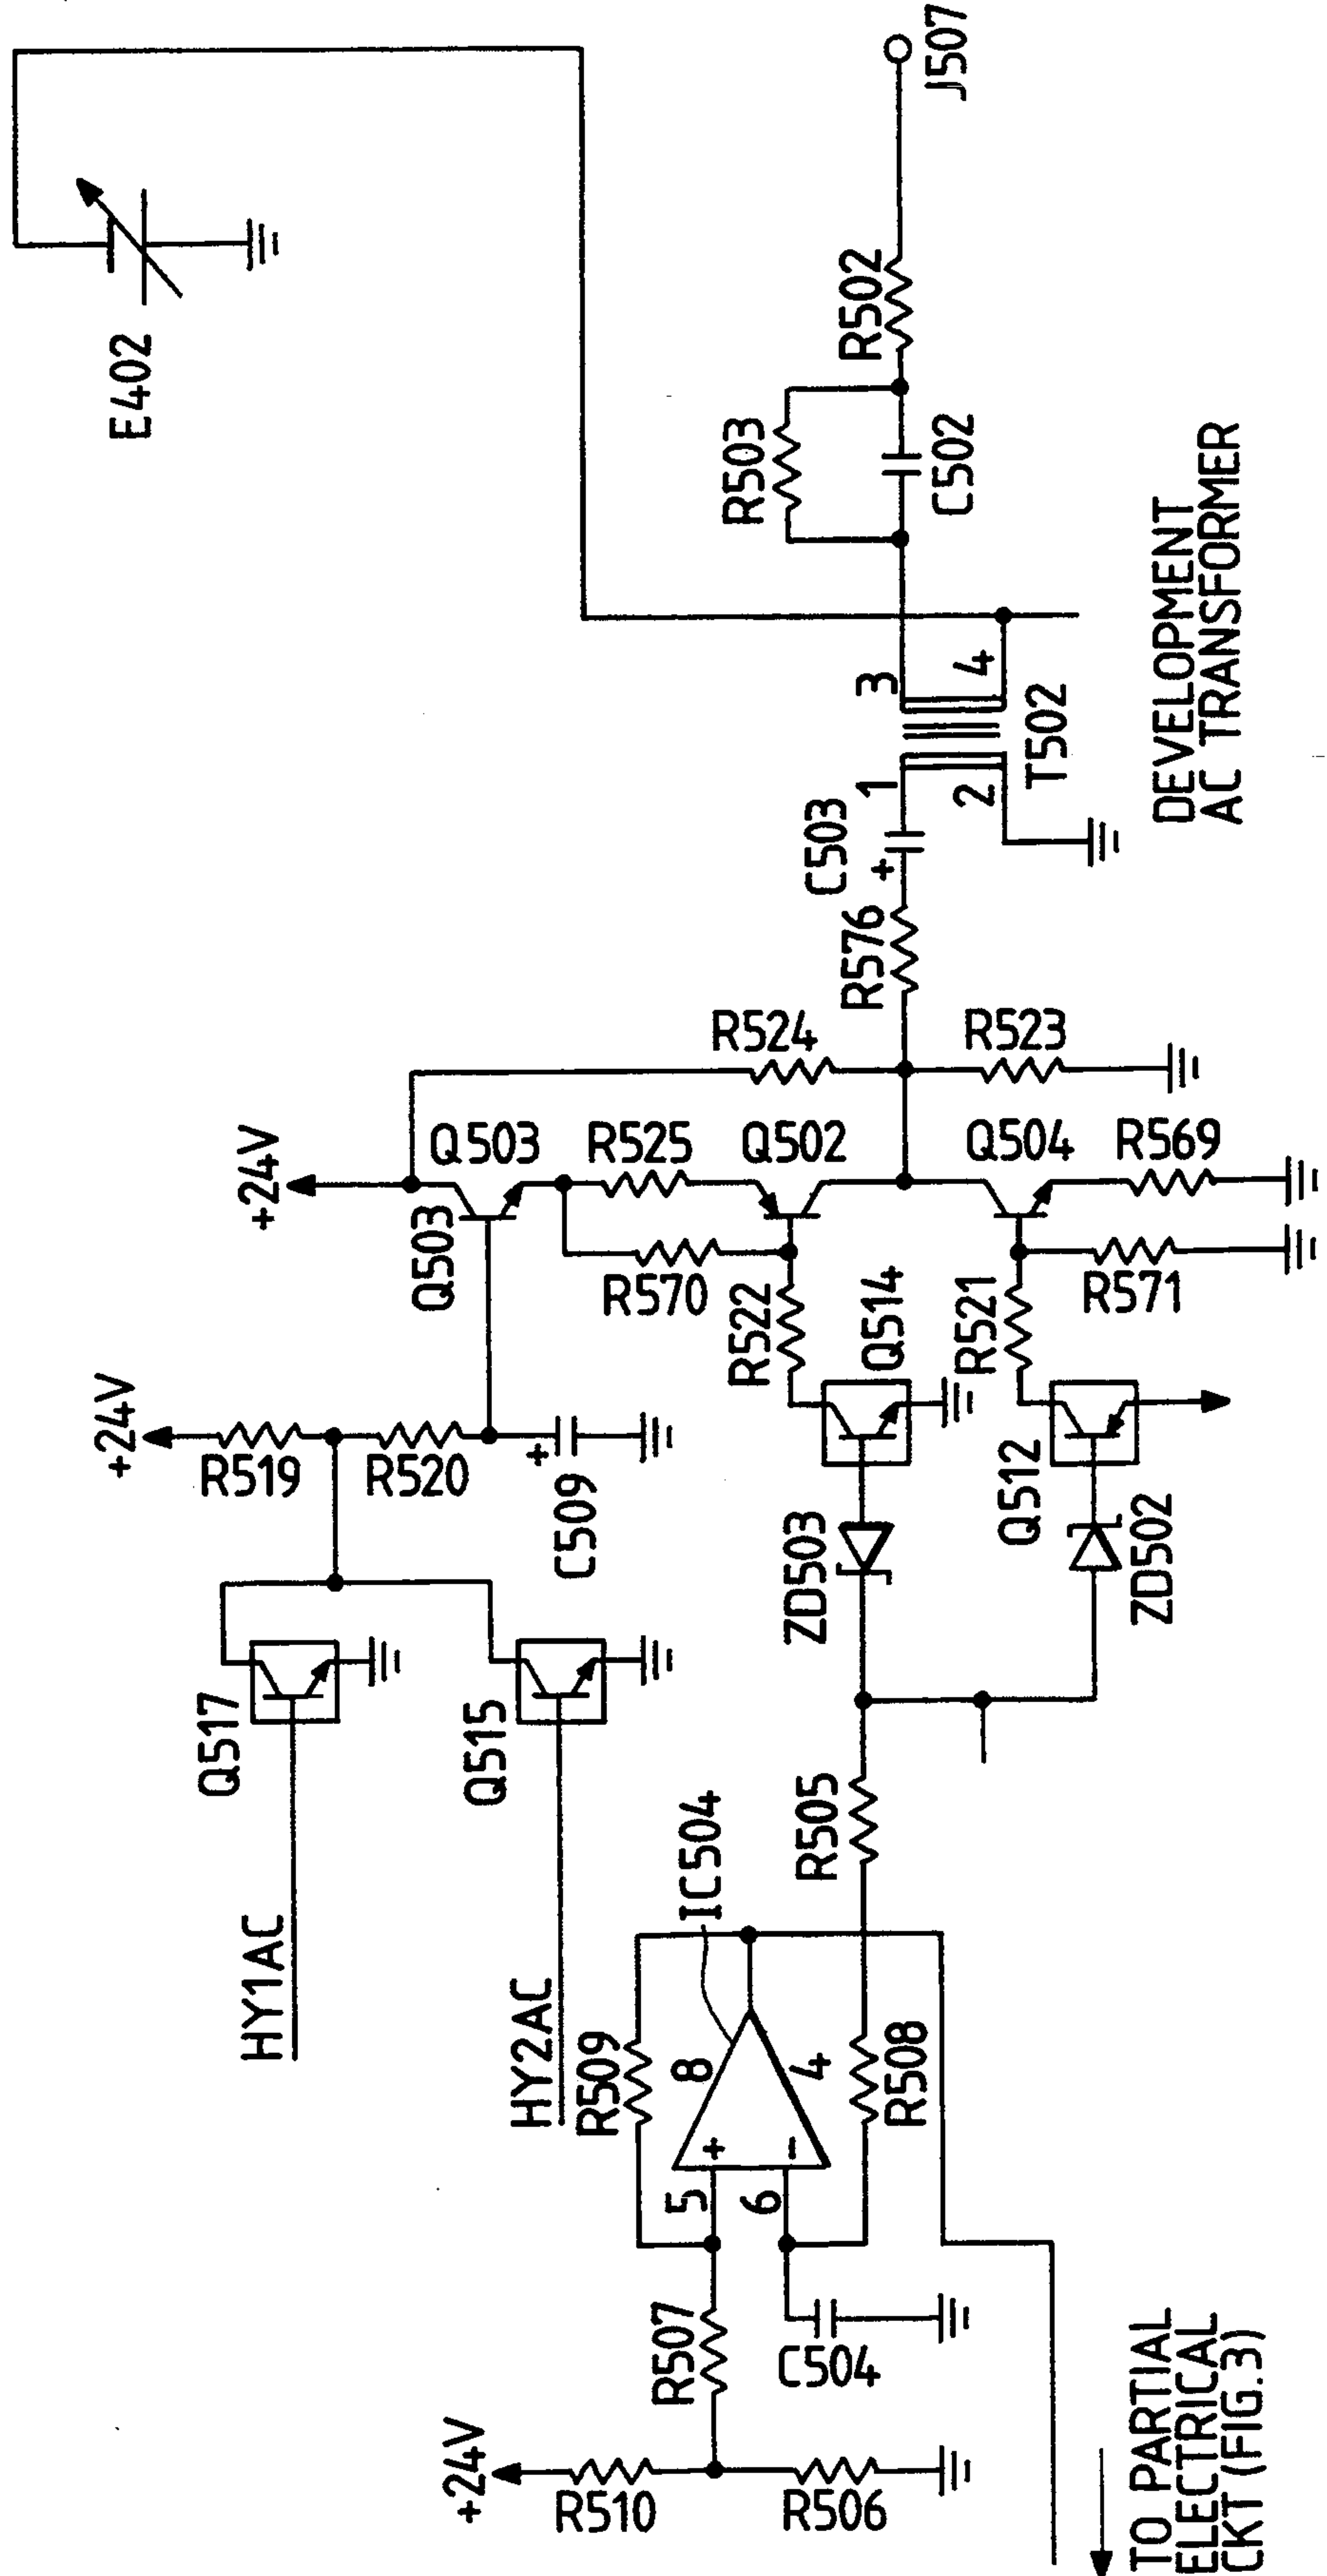 E402
J507
R502
R503
C502
DEVELOPMENT
AC TRANSFORMER
3
4
T502
1
2
C503
+
R576
R524
R523
+24V
Q503
R525
Q502
Q504
R569
Q503
R570
R522
Q514
R521
R571
+24V
R519
R520
+
C509
ZD503
Q512
ZD502
Q517
Q515
HY1AC
HY2AC
IC504
R505
R509
8
4
R508
+
-
5
6
R507
C504
+24V
R510
R506
TO PARTIAL
ELECTRICAL
CKT (FIG.3)